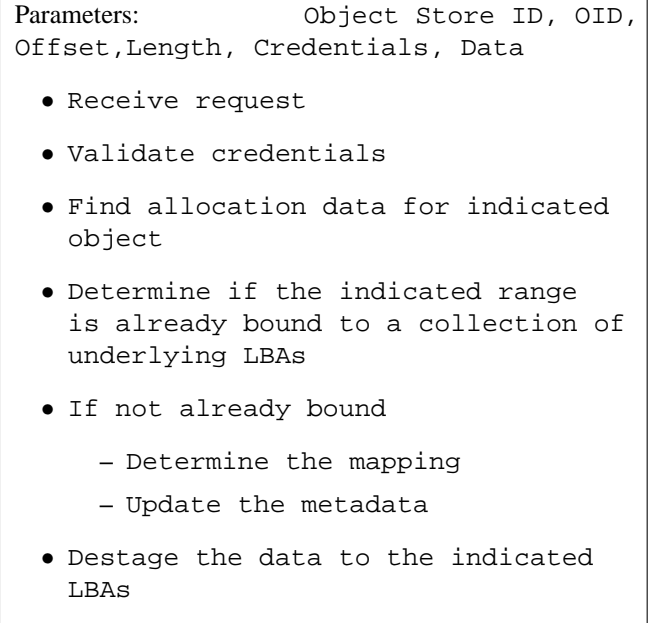 Parameters: Object Store ID, OID,
Offset,Length, Credentials, Data
• Receive request
• Validate credentials
• Find allocation data for indicated
object
• Determine if the indicated range
is already bound to a collection of
underlying LBAs
• If not already bound
– Determine the mapping
– Update the metadata
• Destage the data to the indicated
LBAs